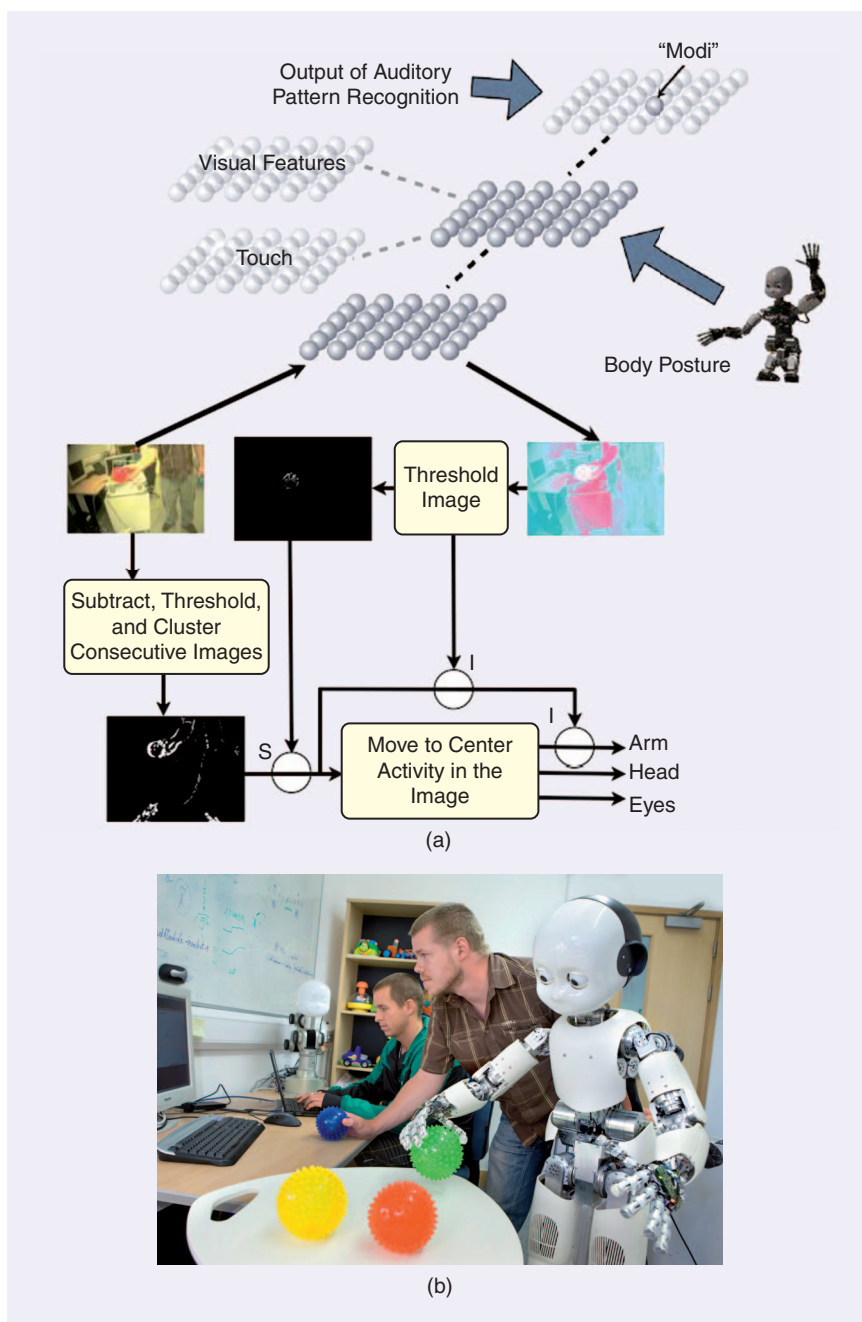 “Modi”
Output of Auditory
Pattern Recognition
Visual Features
Touch
Body Posture
Threshold
Image
Subtract, Threshold,
and Cluster
Consecutive Images
I
I
S
Move to Center
Activity in the
Image
Arm
Head
Eyes
(a)
(b)